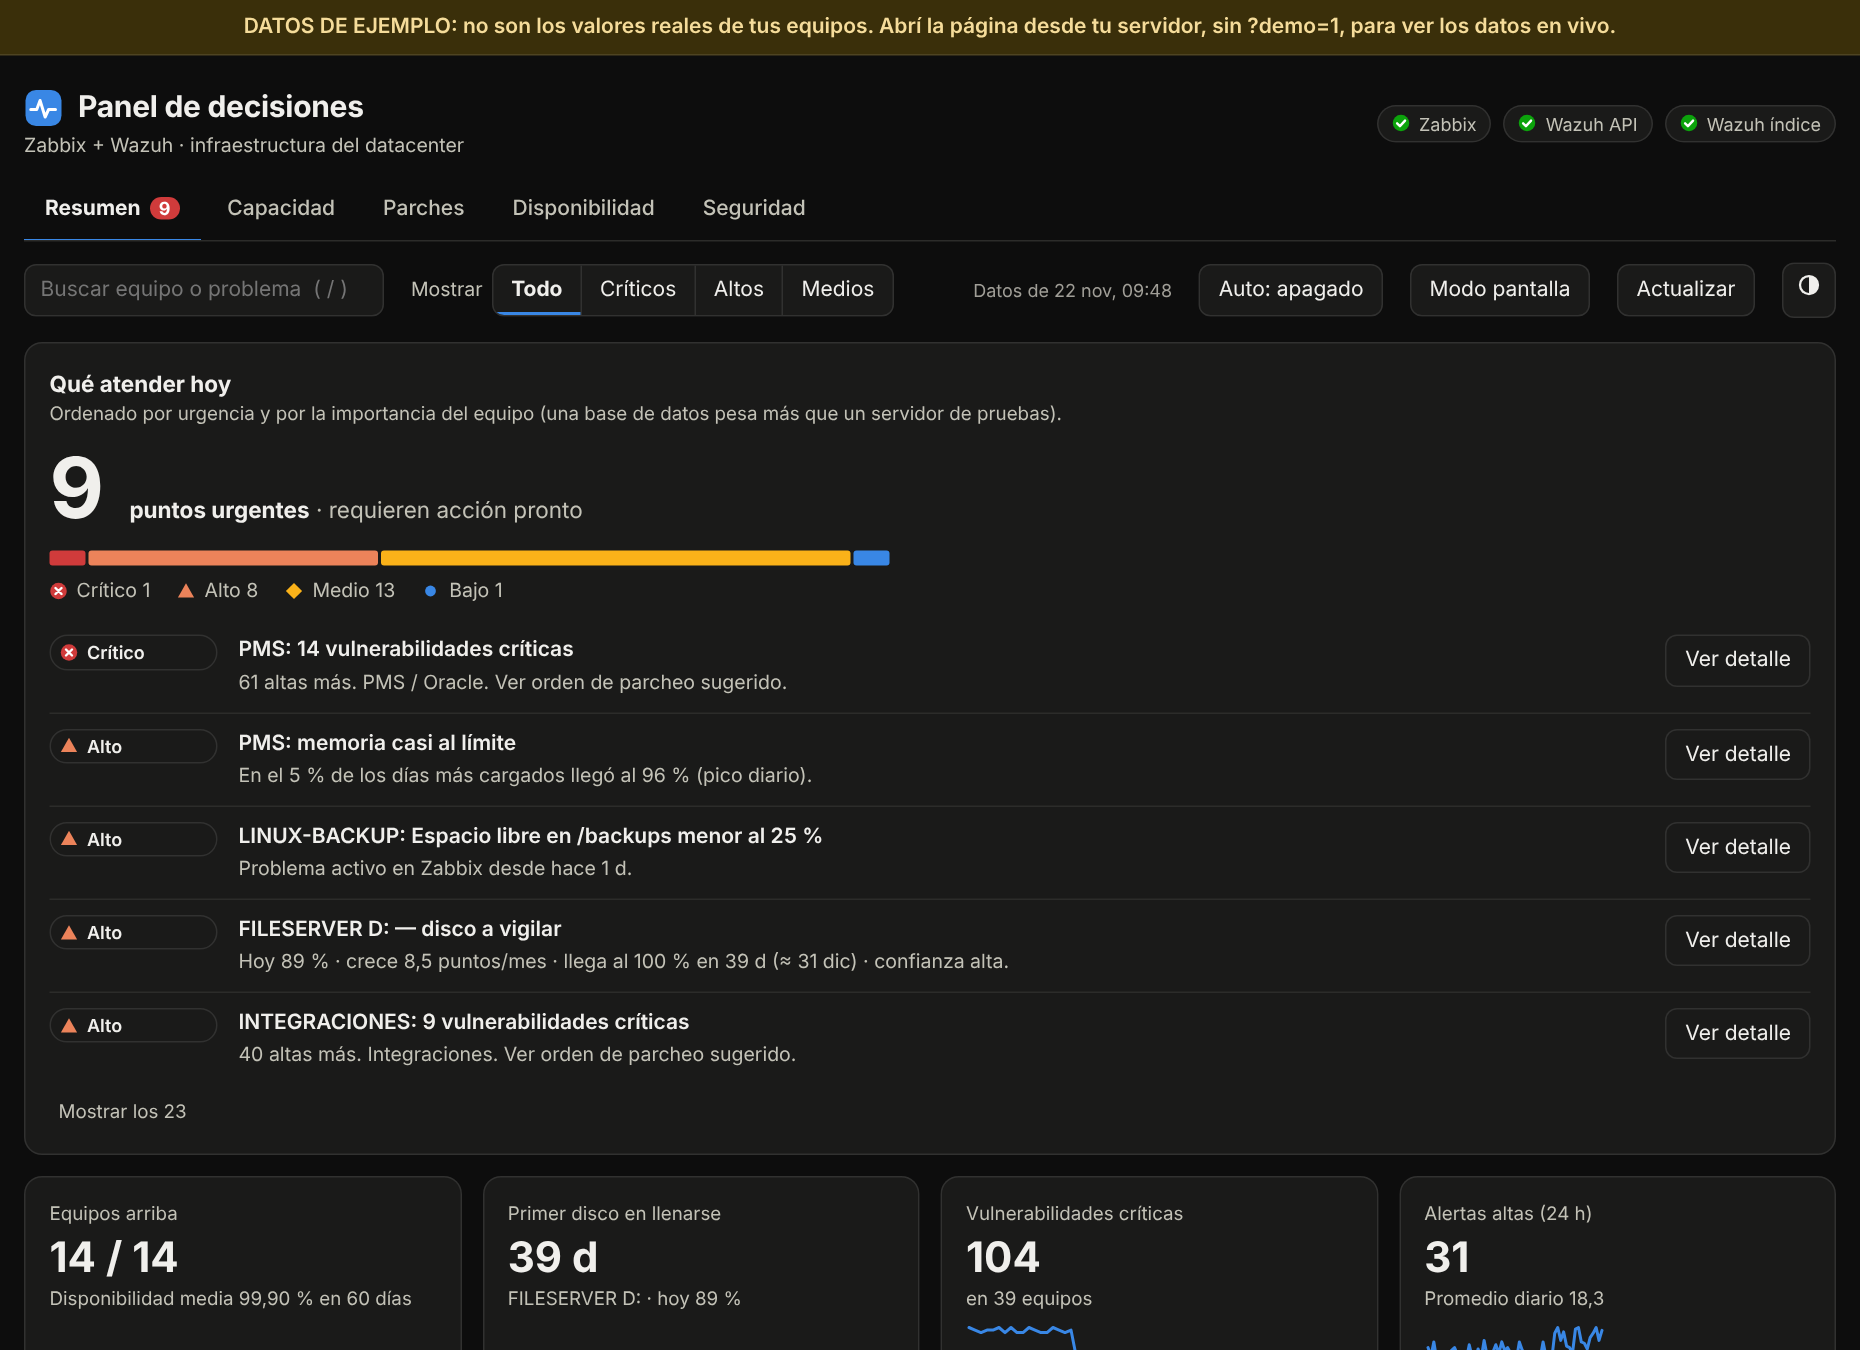 DATOS DE EJEMPLO: no son los valores reales de tus equipos. Abrí la página desde tu servidor, sin ?demo=1, para ver los datos en vivo.
Panel de decisiones
Zabbix + Wazuh · infraestructura del datacenter
Zabbix
Wazuh API
Wazuh índice
Resumen 9
Capacidad
Parches
Disponibilidad
Seguridad
Buscar equipo o problema ( / )
Mostrar
Todo
Críticos
Altos
Medios
Datos de 22 nov, 09:48
Auto: apagado
Modo pantalla
Actualizar
Qué atender hoy
Ordenado por urgencia y por la importancia del equipo (una base de datos pesa más que un servidor de pruebas).
9 puntos urgentes · requieren acción pronto
Crítico 1
Alto 8
Medio 13
Bajo 1
Crítico
PMS: 14 vulnerabilidades críticas
61 altas más. PMS / Oracle. Ver orden de parcheo sugerido.
Ver detalle
Alto
PMS: memoria casi al límite
En el 5 % de los días más cargados llegó al 96 % (pico diario).
Ver detalle
Alto
LINUX-BACKUP: Espacio libre en /backups menor al 25 %
Problema activo en Zabbix desde hace 1 d.
Ver detalle
Alto
FILESERVER D: — disco a vigilar
Hoy 89 % · crece 8,5 puntos/mes · llega al 100 % en 39 d (≈ 31 dic) · confianza alta.
Ver detalle
Alto
INTEGRACIONES: 9 vulnerabilidades críticas
40 altas más. Integraciones. Ver orden de parcheo sugerido.
Ver detalle
Mostrar los 23
Equipos arriba
14 / 14
Disponibilidad media 99,90 % en 60 días
Primer disco en llenarse
39 d
FILESERVER D: · hoy 89 %
Vulnerabilidades críticas
104
en 39 equipos
Alertas altas (24 h)
31
Promedio diario 18,3